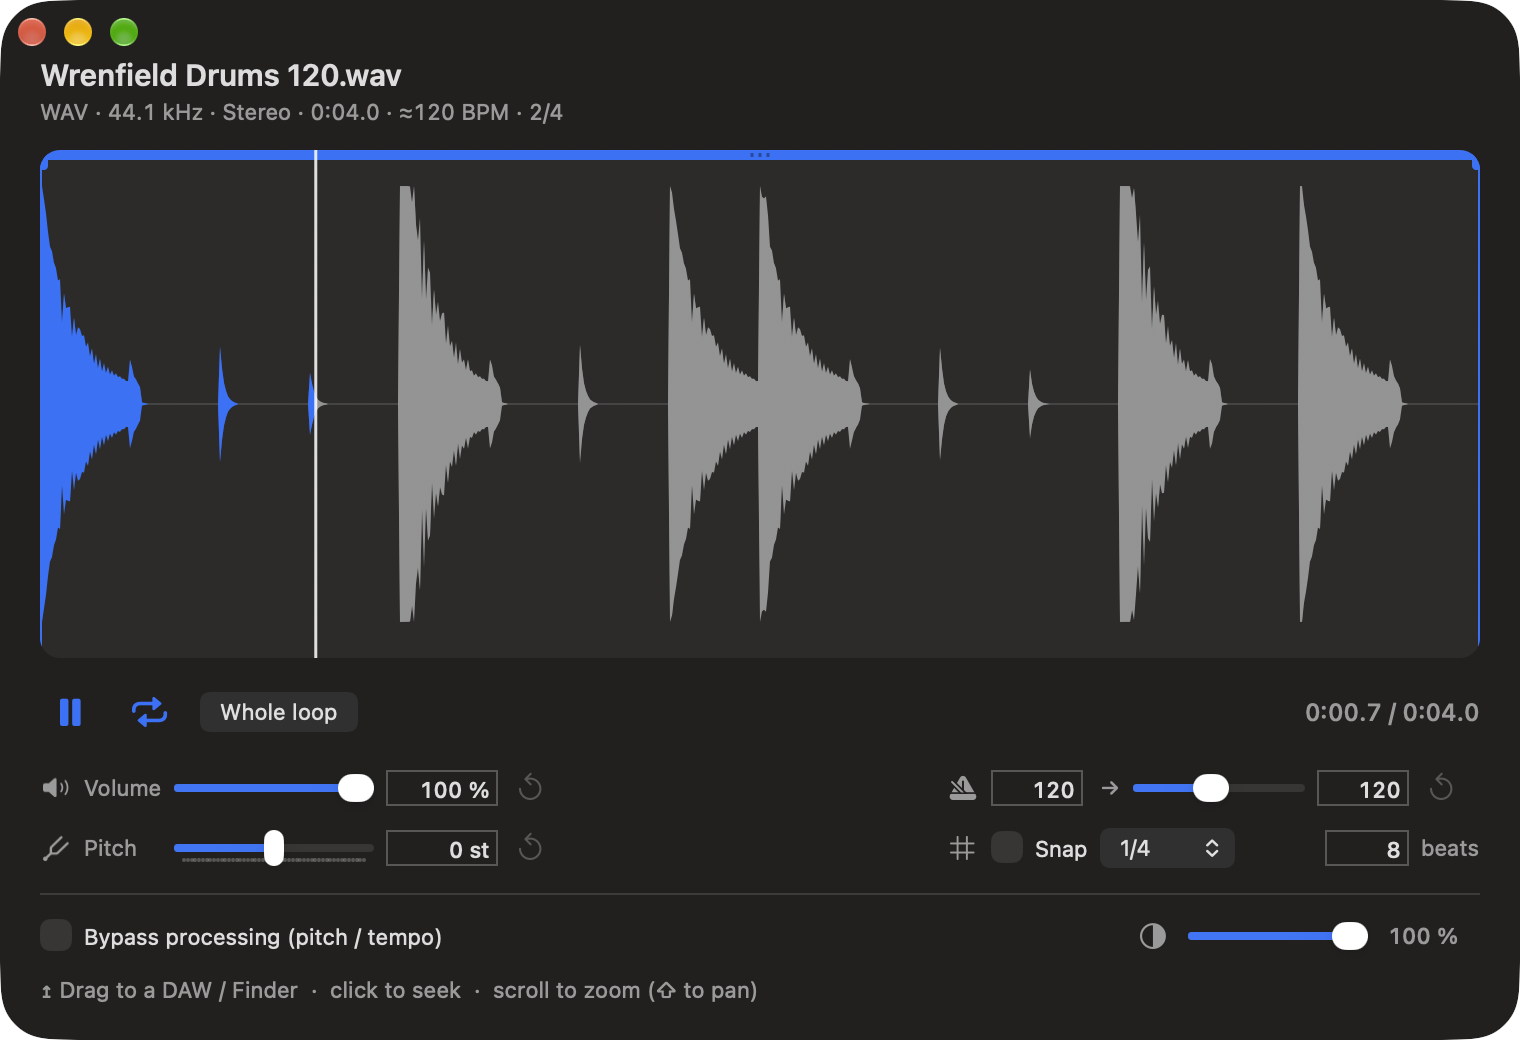 Wrenfield Drums 120.wav
WAV · 44.1 kHz · Stereo · 0:04.0 · ≈120 BPM · 2/4
Whole loop
0:00.7 / 0:04.0
Volume 100 % 120 → 120
Pitch 0 st Snap 1/4 8 beats
Bypass processing (pitch / tempo) 100 %
↥ Drag to a DAW / Finder · click to seek · scroll to zoom (⇧ to pan)